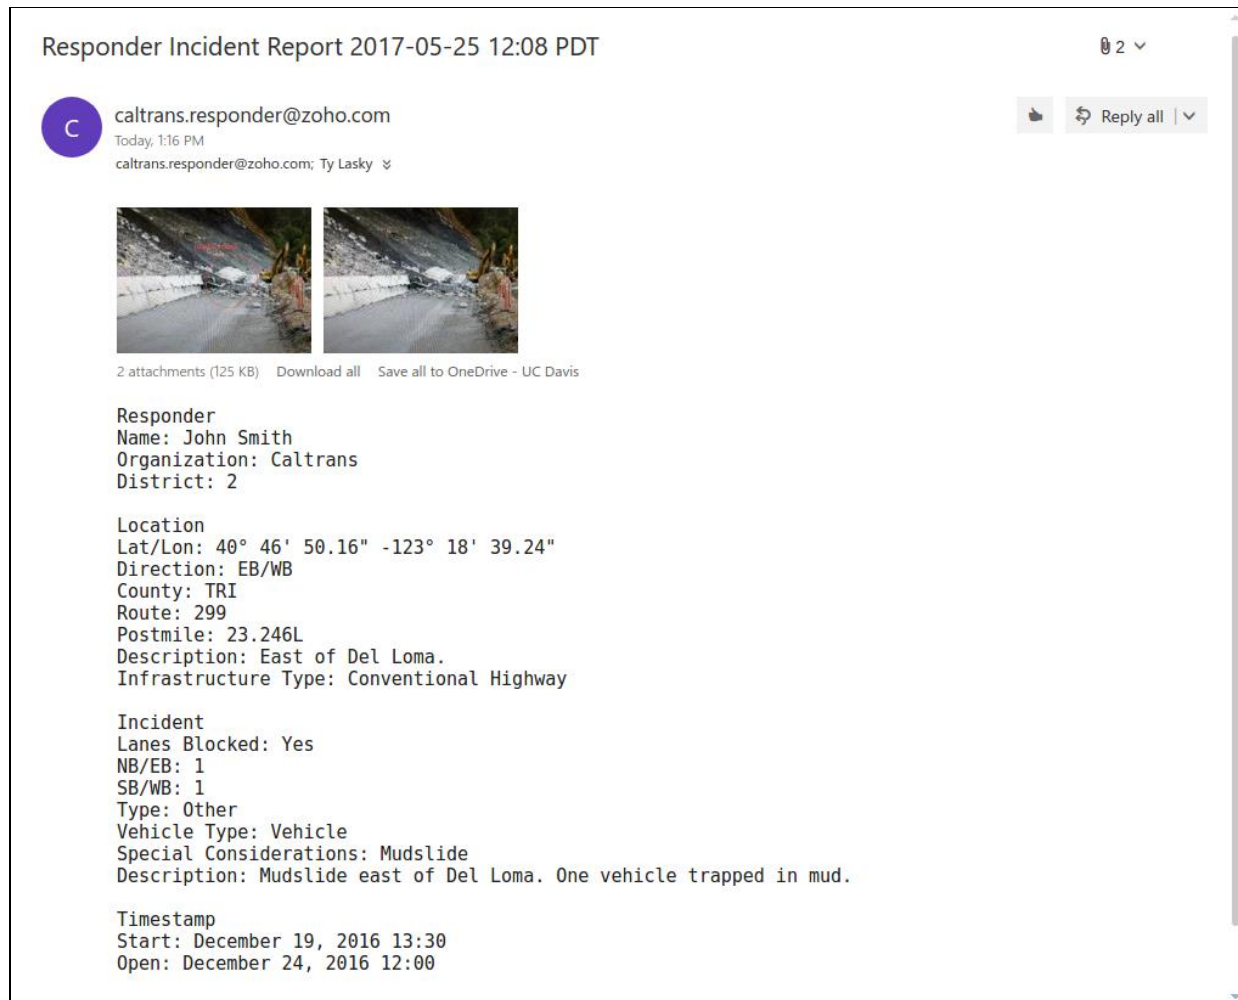 Responder Incident Report 2017-05-25 12:08 PDT
2
C
caltrans.responder@zoho.com
Reply all
Today, 1:16 PM
caltrans.responder@zoho.com; Ty Lasky
2 attachments (125 KB) Download all Save all to OneDrive - UC Davis
Responder
Name: John Smith
Organization: Caltrans
District: 2
Location
Lat/Lon: 40° 46' 50.16" -123° 18' 39.24"
Direction: EB/WB
County: TRI
Route: 299
Postmile: 23.246L
Description: East of Del Loma.
Infrastructure Type: Conventional Highway
Incident
Lanes Blocked: Yes
NB/EB: 1
SB/WB: 1
Type: Other
Vehicle Type: Vehicle
Special Considerations: Mudslide
Description: Mudslide east of Del Loma. One vehicle trapped in mud.
Timestamp
Start: December 19, 2016 13:30
Open: December 24, 2016 12:00